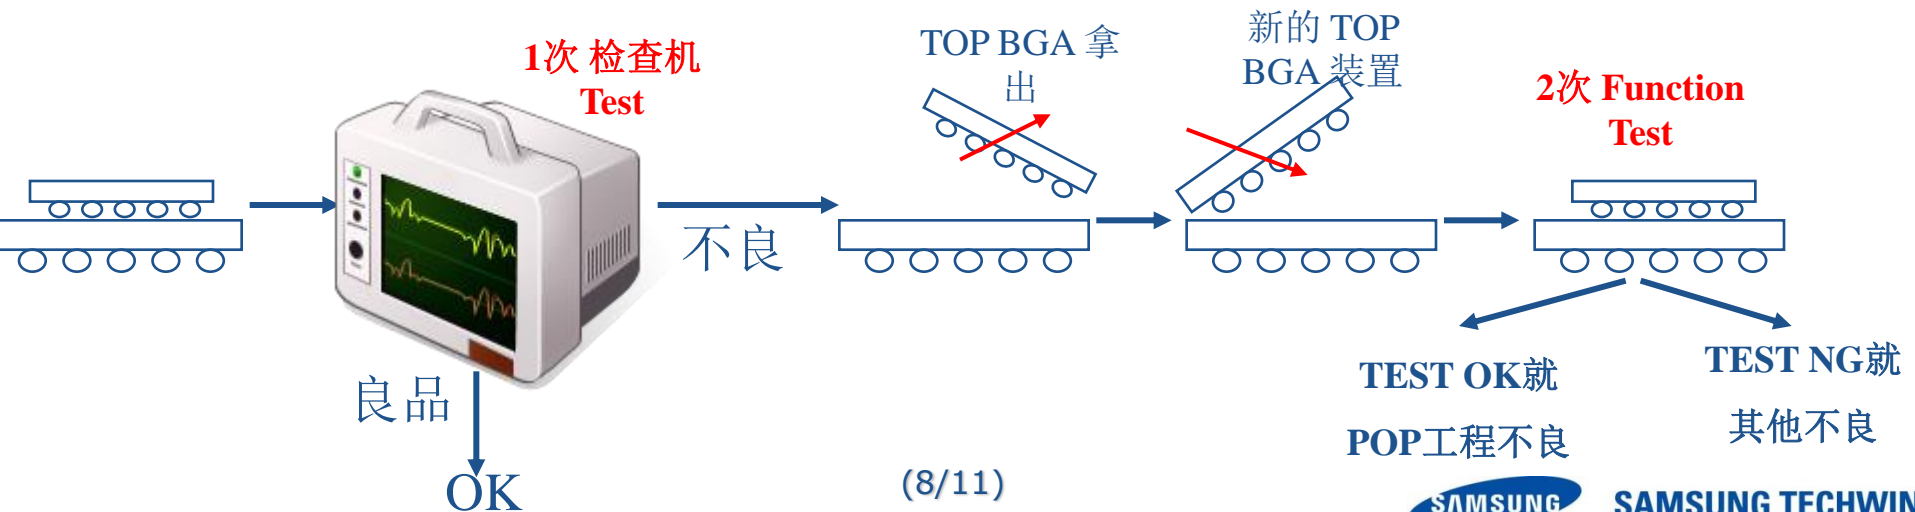 1次 检查机
Test
不良
良品
OK
TOP BGA 拿
出
新的 TOP
BGA 装置
2次 Function
Test
TEST OK就
POP工程不良
TEST NG就
其他不良
(8/11)
SAMSUNG
SAMSUNG TECHWIN